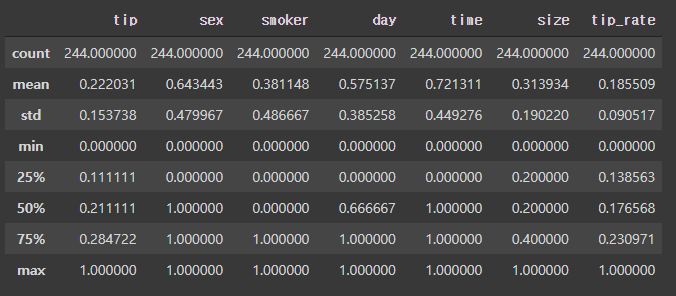 tip sex smoker day time size tip_rate
count 244.000000 244.000000 244.000000 244.000000 244.000000 244.000000 244.000000
mean 0.222031 0.643443 0.381148 0.575137 0.721311 0.313934 0.185509
std 0.153738 0.479967 0.486667 0.385258 0.449276 0.190220 0.090517
min 0.000000 0.000000 0.000000 0.000000 0.000000 0.000000 0.000000
25% 0.111111 0.000000 0.000000 0.000000 0.000000 0.200000 0.138563
50% 0.211111 1.000000 0.000000 0.666667 1.000000 0.200000 0.176568
75% 0.284722 1.000000 1.000000 1.000000 1.000000 0.400000 0.230971
max 1.000000 1.000000 1.000000 1.000000 1.000000 1.000000 1.000000